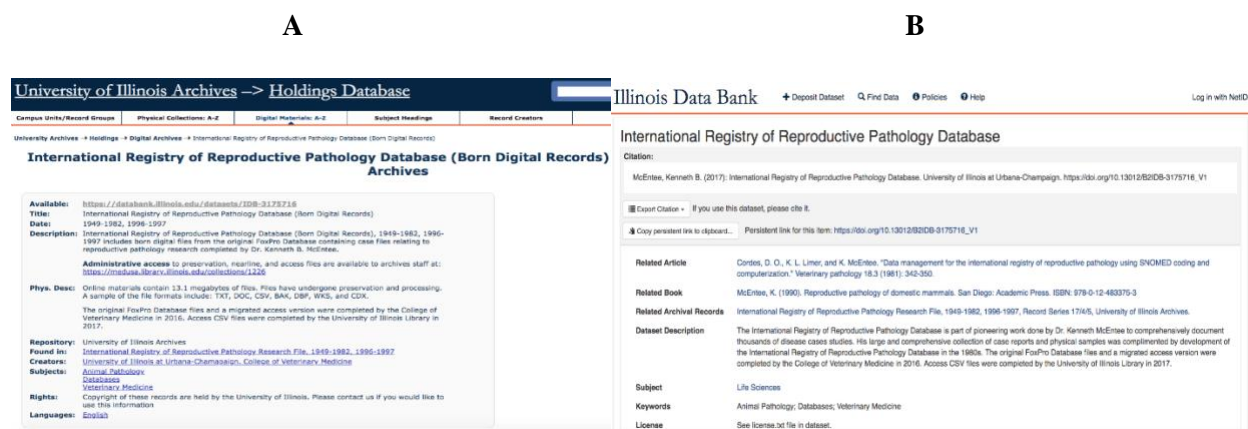 A
B
University of Illinois Archives –> Holdings Database
Campus Units/Record Groups
Physical Collections: A-Z
Digital Materials: A-Z
Subject Headings
Record Creators
University Archives → Holdings → Digital Archives → International Registry of Reproductive Pathology Database (Born Digital Records)
International Registry of Reproductive Pathology Database (Born Digital Records)
Archives
Available: https://databank.illinois.edu/datasets/IDB-3175716
Title: International Registry of Reproductive Pathology Database (Born Digital Records)
Date: 1949-1982, 1996-1997
Description: International Registry of Reproductive Pathology Database (Born Digital Records), 1949-1982, 1996-
1997 includes born digital files from the original FoxPro Database containing case files relating to
reproductive pathology research completed by Dr. Kenneth B. McEntee.
Administrative access to preservation, nearline, and access files are available to archives staff at:
https://medusa.library.illinois.edu/collections/1226
Phys. Desc: Online materials contain 13.1 megabytes of files. Files have undergone preservation and processing.
A sample of the file formats include: TXT, DOC, CSV, BAK, DBP, WKS, and CDX.
The original FoxPro Database files and a migrated access version were completed by the College of
Veterinary Medicine in 2016. Access CSV files were completed by the University of Illinois Library in
2017.
Repository: University of Illinois Archives
Found in: International Registry of Reproductive Pathology Research File, 1949-1982, 1996-1997
Creators: University of Illinois at Urbana-Champaign. College of Veterinary Medicine
Subjects: Animal Pathology
Databases
Veterinary Medicine
Rights: Copyright of these records are held by the University of Illinois. Please contact us if you would like to
use this information
Languages: English
Illinois Data Bank
+ Deposit Dataset
Find Data
Policies
Help
Log in with NetID
International Registry of Reproductive Pathology Database
Citation:
McEntee, Kenneth B. (2017): International Registry of Reproductive Pathology Database. University of Illinois at Urbana-Champaign. https://doi.org/10.13012/B2IDB-3175716_V1
Export Citation
If you use this dataset, please cite it.
Copy persistent link to clipboard...
Persistent link for this item: https://doi.org/10.13012/B2IDB-3175716_V1
Related Article Cordes, D. O., K. L. Limer, and K. McEntee. "Data management for the international registry of reproductive pathology using SNOMED coding and
computerization." Veterinary pathology 18.3 (1981): 342-350.
Related Book McEntee, K. (1990). Reproductive pathology of domestic mammals. San Diego: Academic Press. ISBN: 978-0-12-483375-3
Related Archival Records International Registry of Reproductive Pathology Research File, 1949-1982, 1996-1997, Record Series 17/4/5, University of Illinois Archives.
Dataset Description The International Registry of Reproductive Pathology Database is part of pioneering work done by Dr. Kenneth McEntee to comprehensively document
thousands of disease cases studies. His large and comprehensive collection of case reports and physical samples was complimented by development of
the International Registry of Reproductive Pathology Database in the 1980s. The original FoxPro Database files and a migrated access version were
completed by the College of Veterinary Medicine in 2016. Access CSV files were completed by the University of Illinois Library in 2017.
Subject Life Sciences
Keywords Animal Pathology; Databases; Veterinary Medicine
License See license.txt file in dataset.